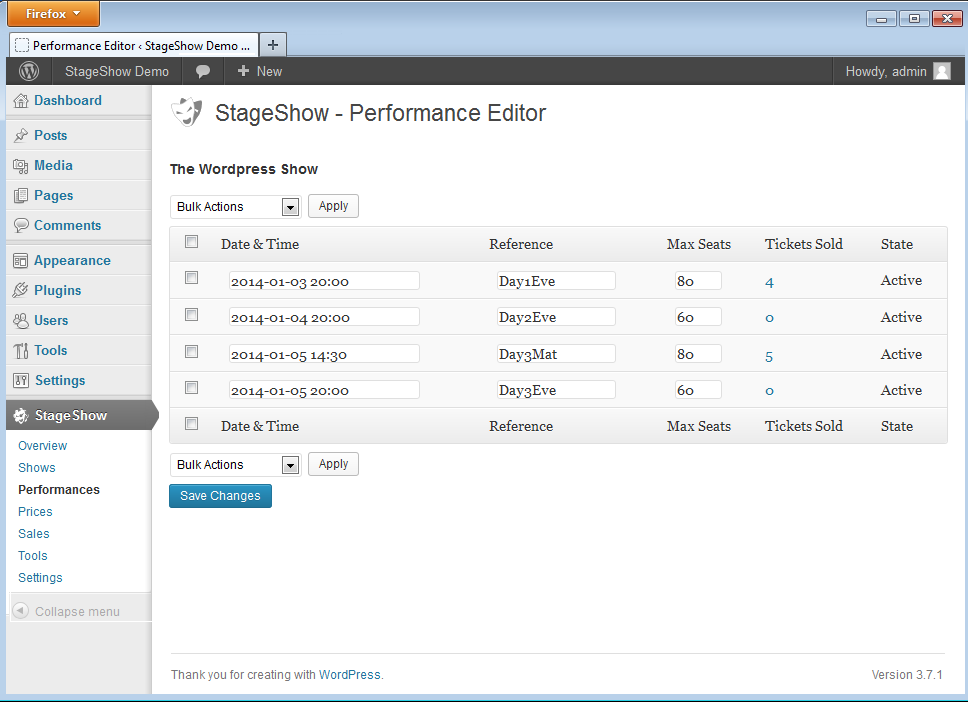 Firefox
Performance Editor ‹ StageShow Demo ...
StageShow Demo
New
Howdy, admin
Dashboard
Posts
Media
Pages
Comments
Appearance
Plugins
Users
Tools
Settings
StageShow
Overview
Shows
Performances
Prices
Sales
Tools
Settings
Collapse menu
StageShow - Performance Editor
The Wordpress Show
Bulk Actions Apply
Date & Time Reference Max Seats Tickets Sold State
2014-01-03 20:00 Day1Eve 80 4 Active
2014-01-04 20:00 Day2Eve 60 0 Active
2014-01-05 14:30 Day3Mat 80 5 Active
2014-01-05 20:00 Day3Eve 60 0 Active
Date & Time Reference Max Seats Tickets Sold State
Bulk Actions Apply
Save Changes
Thank you for creating with WordPress. Version 3.7.1